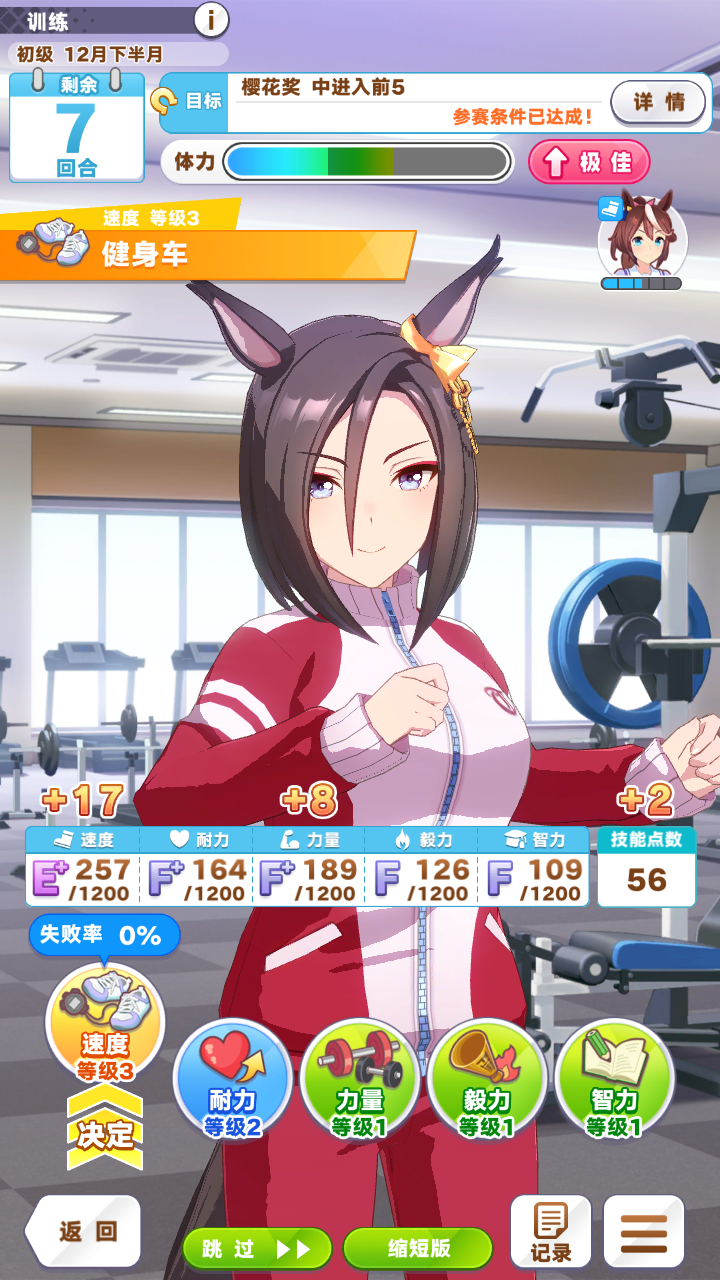 训练
i
初级 12月下半月
剩余
7
回合
目标
樱花奖 中进入前5
参赛条件已达成！
详情
体力
极佳
速度 等级3
健身车
+17
+8
+2
速度 耐力 力量 毅力 智力 技能点数
E+ 257/1200 F+ 164/1200 F+ 189/1200 F 126/1200 F 109/1200 56
失败率 0%
速度
等级3
耐力
等级2
力量
等级1
毅力
等级1
智力
等级1
决定
返回
跳过
缩短版
记录